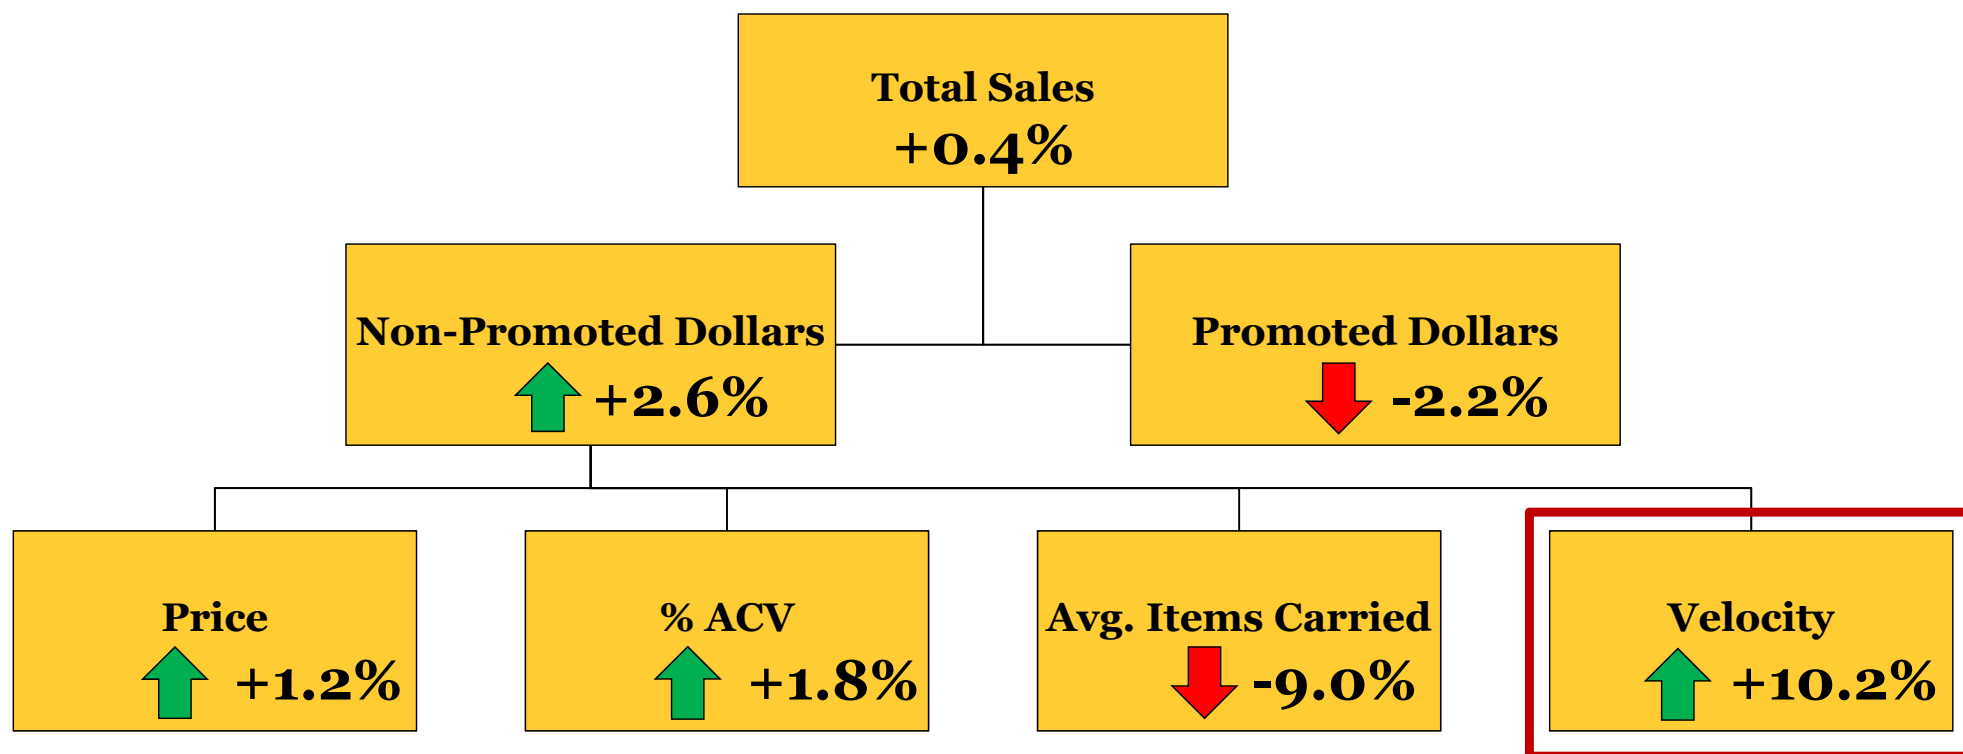 Total Sales
+0.4%
Non-Promoted Dollars
+2.6%
Promoted Dollars
-2.2%
Price
+1.2%
% ACV
+1.8%
Avg. Items Carried
-9.0%
Velocity
+10.2%